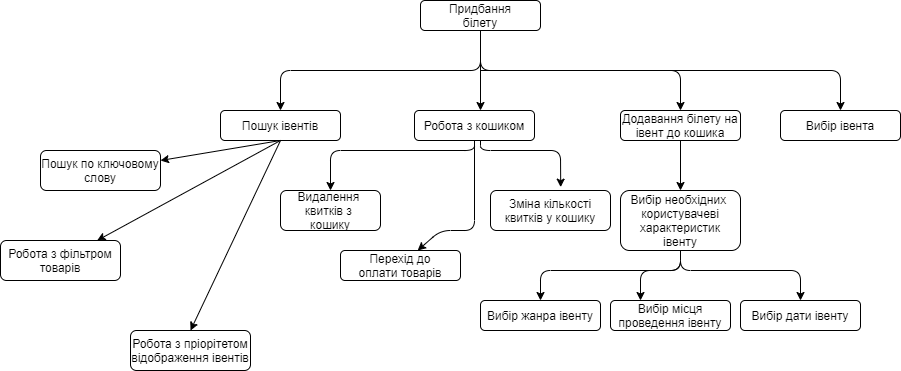 Придбання
білету
Пошук івентів
Робота з кошиком
Додавання білету на
івент до кошика
Вибір івента
Пошук по ключовому
слову
Видалення
квитків з
кошику
Зміна кількості
квитків у кошику
Вибір необхідних
користувачеві
характеристик
івенту
Робота з фільтром
товарів
Перехід до
оплати товарів
Вибір жанра івенту
Вибір місця
проведення івенту
Вибір дати івенту
Робота з пріорітетом
відображення івентів